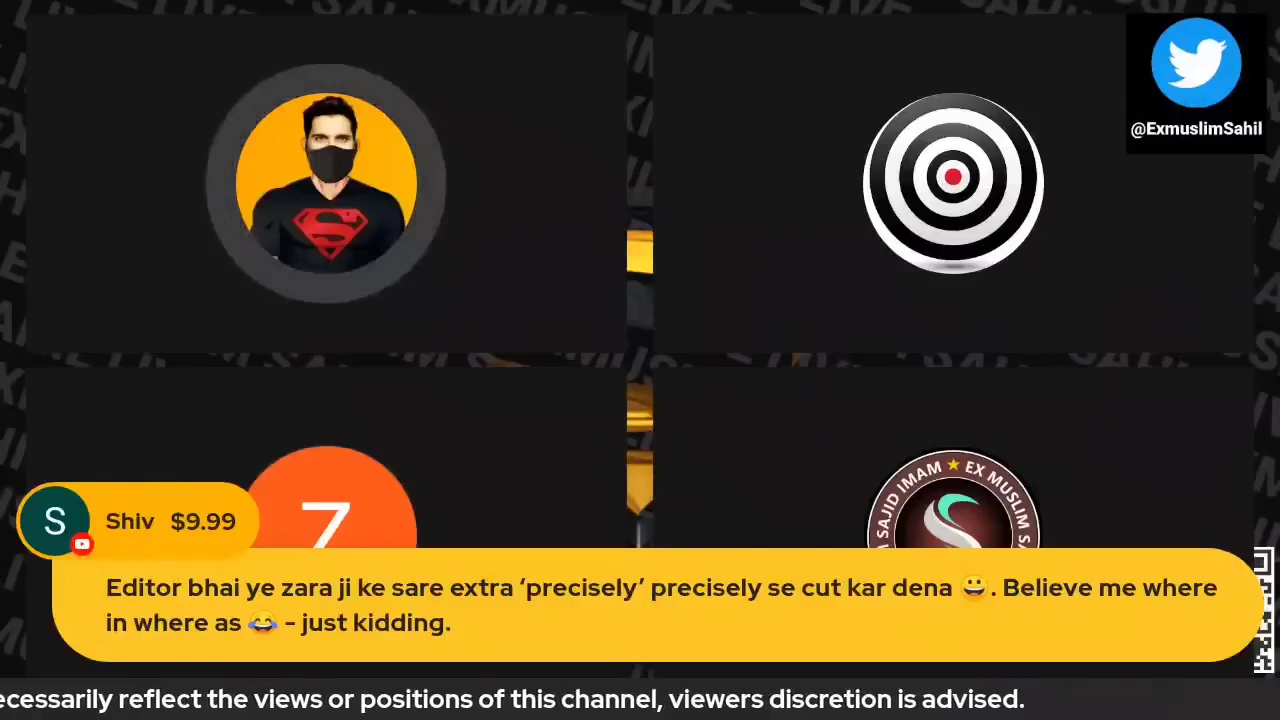 @ExmuslimSahil
Z
SAJID IMAM ★ EX MUSLIM
S
Shiv $9.99
Editor bhai ye zara ji ke sare extra ‘precisely’ precisely se cut kar dena 😀. Believe me where
in where as 😂 - just kidding.
ecessarily reflect the views or positions of this channel, viewers discretion is advised.